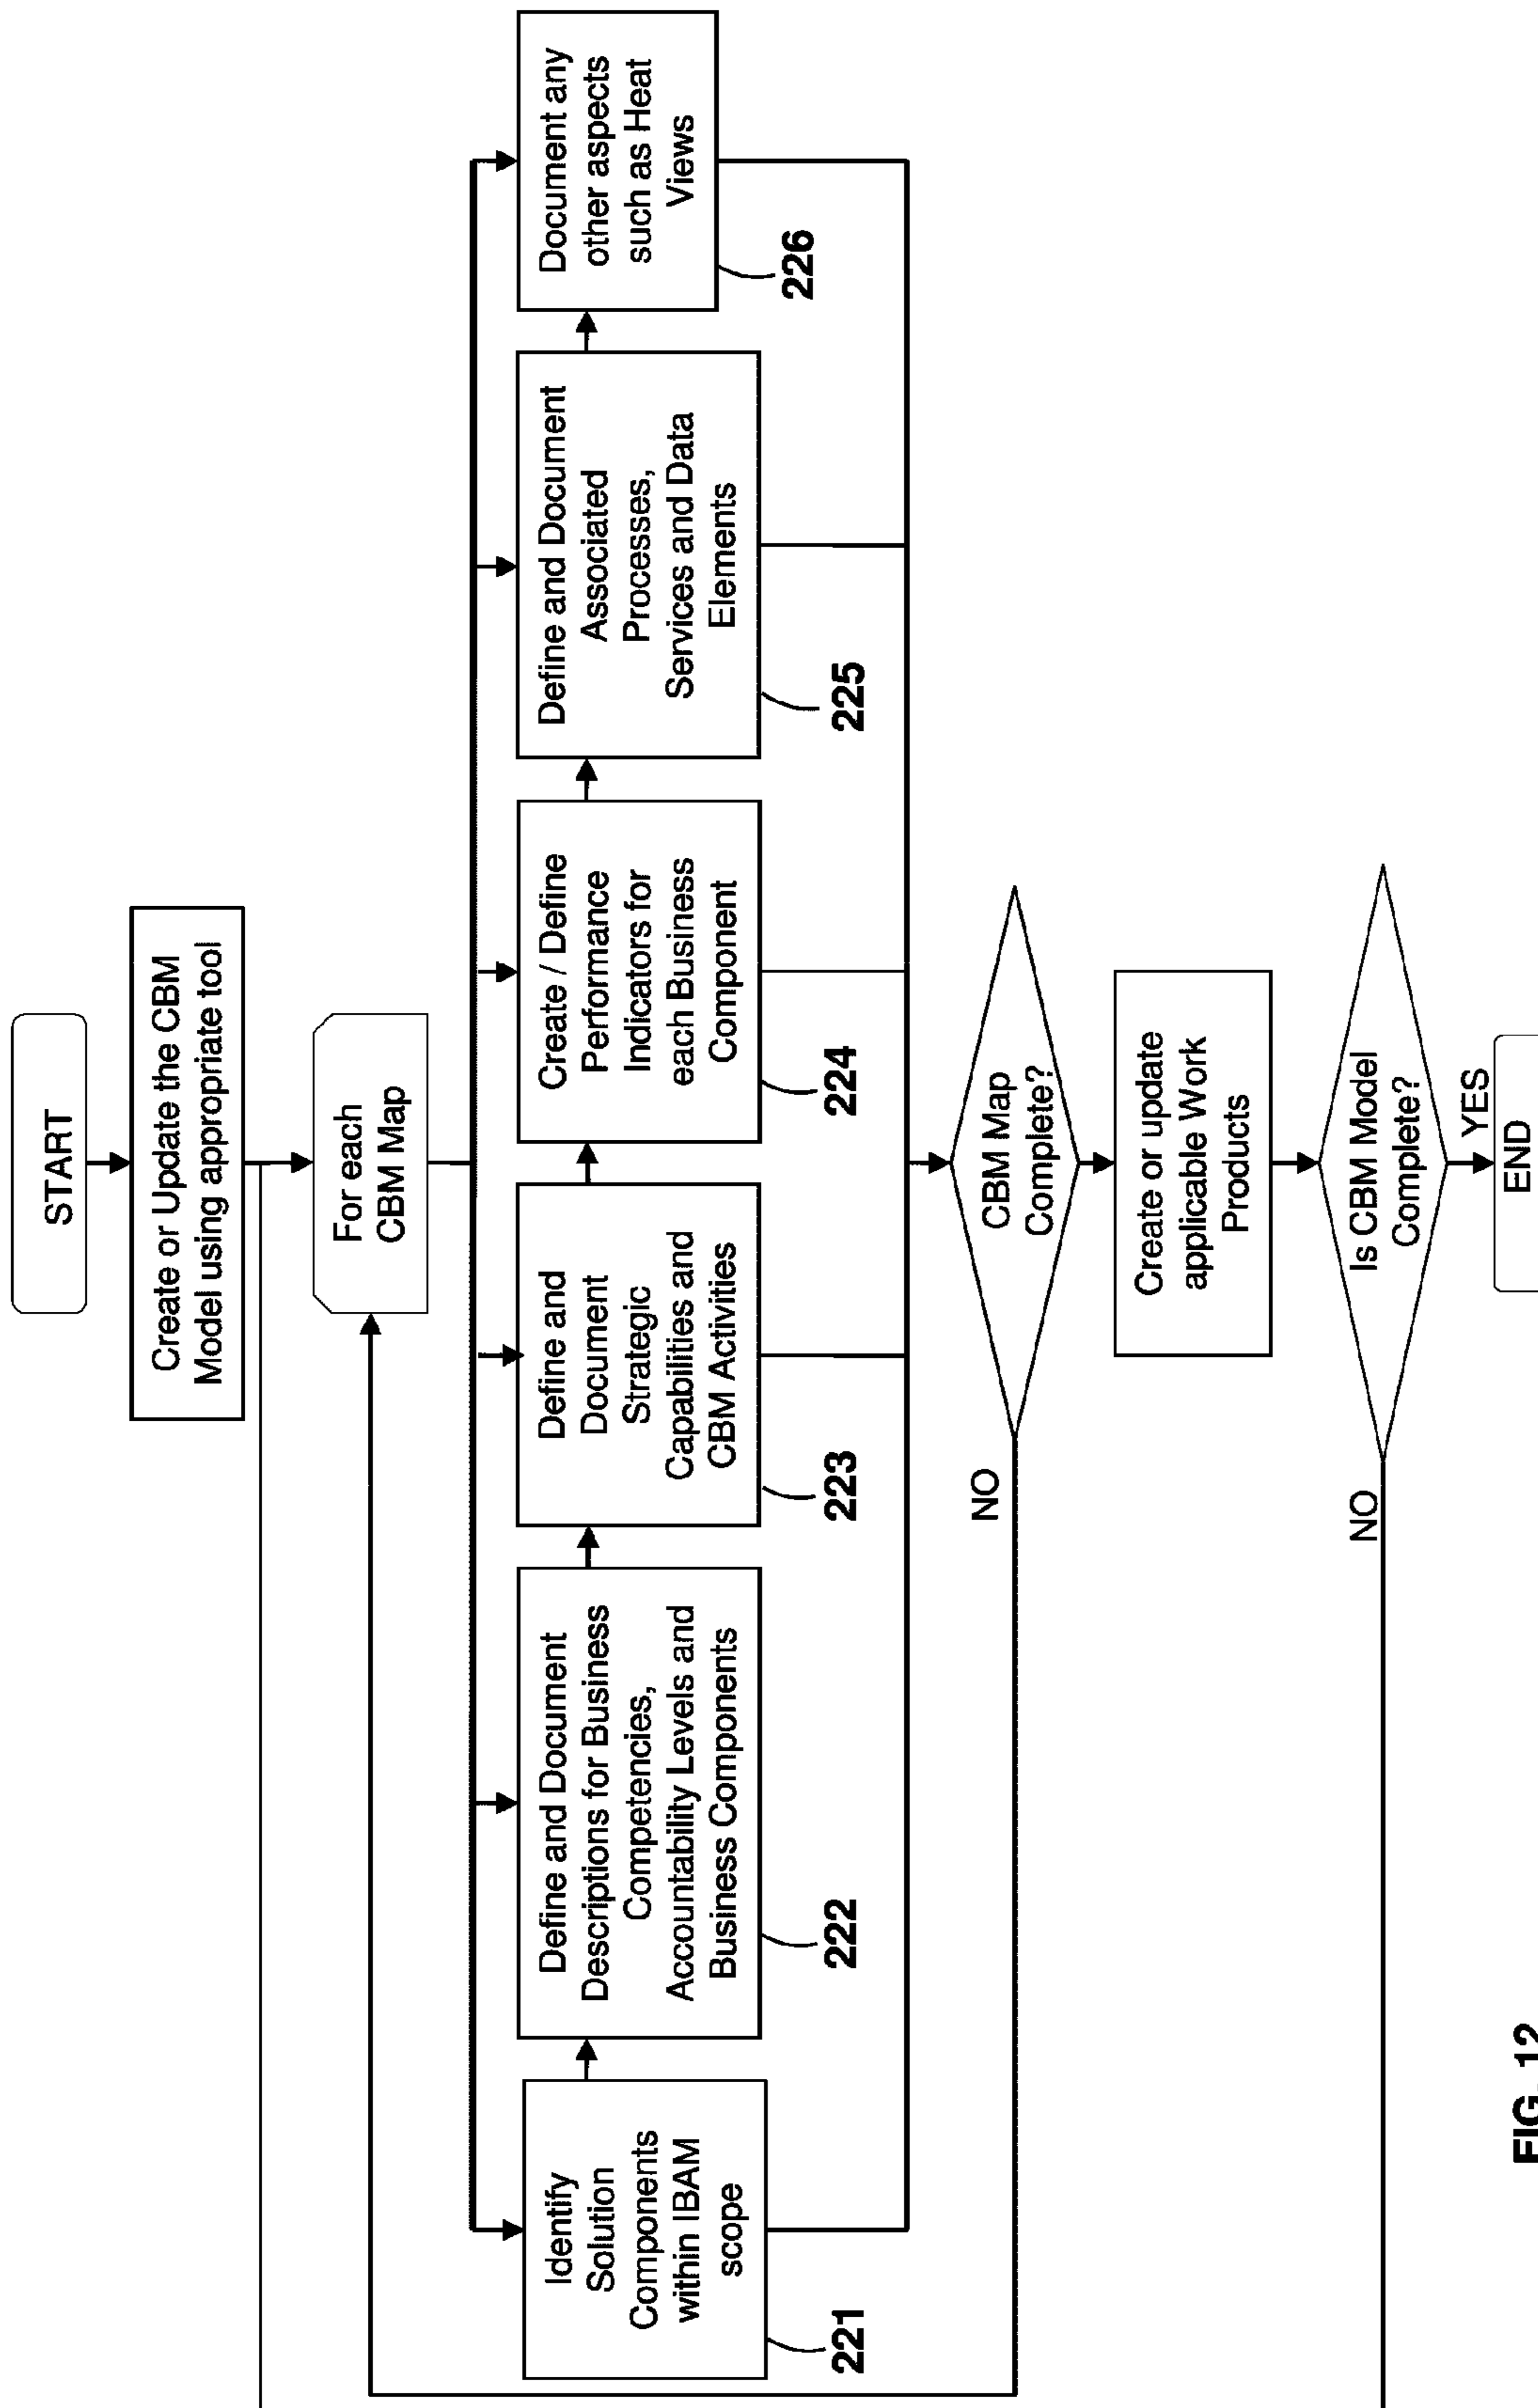 START
Create or Update the CBM
Model using appropriate tool
For each
CBM Map
Identify
Solution
Components
within IBAM
scope
221
Define and Document
Descriptions for Business
Competencies,
Accountability Levels and
Business Components
222
Define and
Document
Strategic
Capabilities and
CBM Activities
223
Create / Define
Performance
Indicators for
each Business
Component
224
Define and Document
Associated
Processes,
Services and Data
Elements
225
Document any
other aspects
such as Heat
Views
226
CBM Map
Complete?
NO
Create or update
applicable Work
Products
Is CBM Model
Complete?
NO
YES
END
FIG. 12